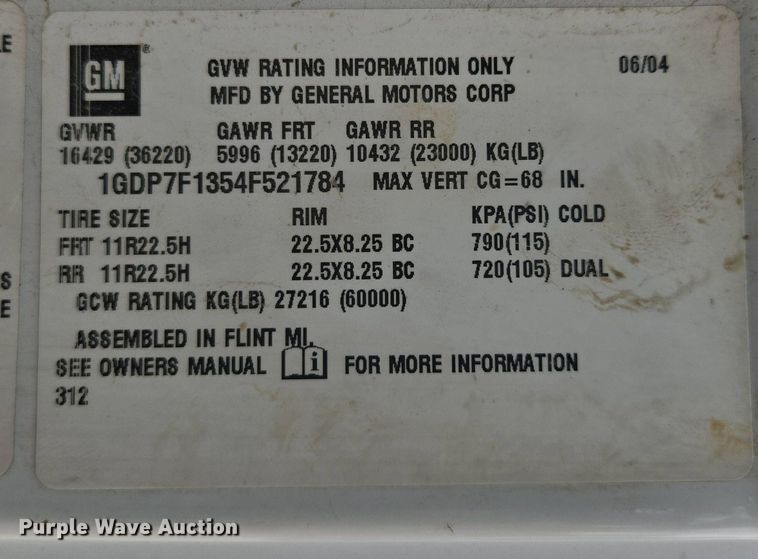 LE
GM
®
GVW RATING INFORMATION ONLY 06/04
MFD BY GENERAL MOTORS CORP
GVWR GAWR FRT GAWR RR
16429 (36220) 5996 (13220) 10432 (23000) KG(LB)
1GDP7F1354F521784 MAX VERT CG=68 IN.
TIRE SIZE RIM KPA(PSI) COLD
FRT 11R22.5H 22.5X8.25 BC 790(115)
RR 11R22.5H 22.5X8.25 BC 720(105) DUAL
S
GCW RATING KG(LB) 27216 (60000)
E
ASSEMBLED IN FLINT MI.
SEE OWNERS MANUAL i FOR MORE INFORMATION
312
Purple Wave Auction